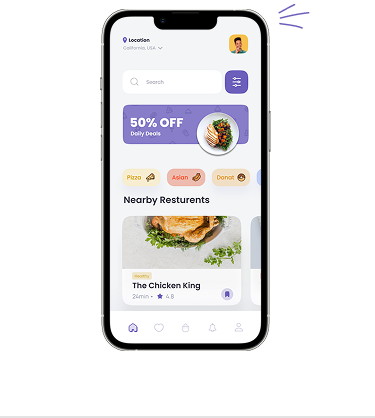 Location
California, USA
Search
50% OFF
Daily Deals
Pizza
Asian
Donat
Nearby Resturents
Healthy
The Chicken King
24min •
4.8